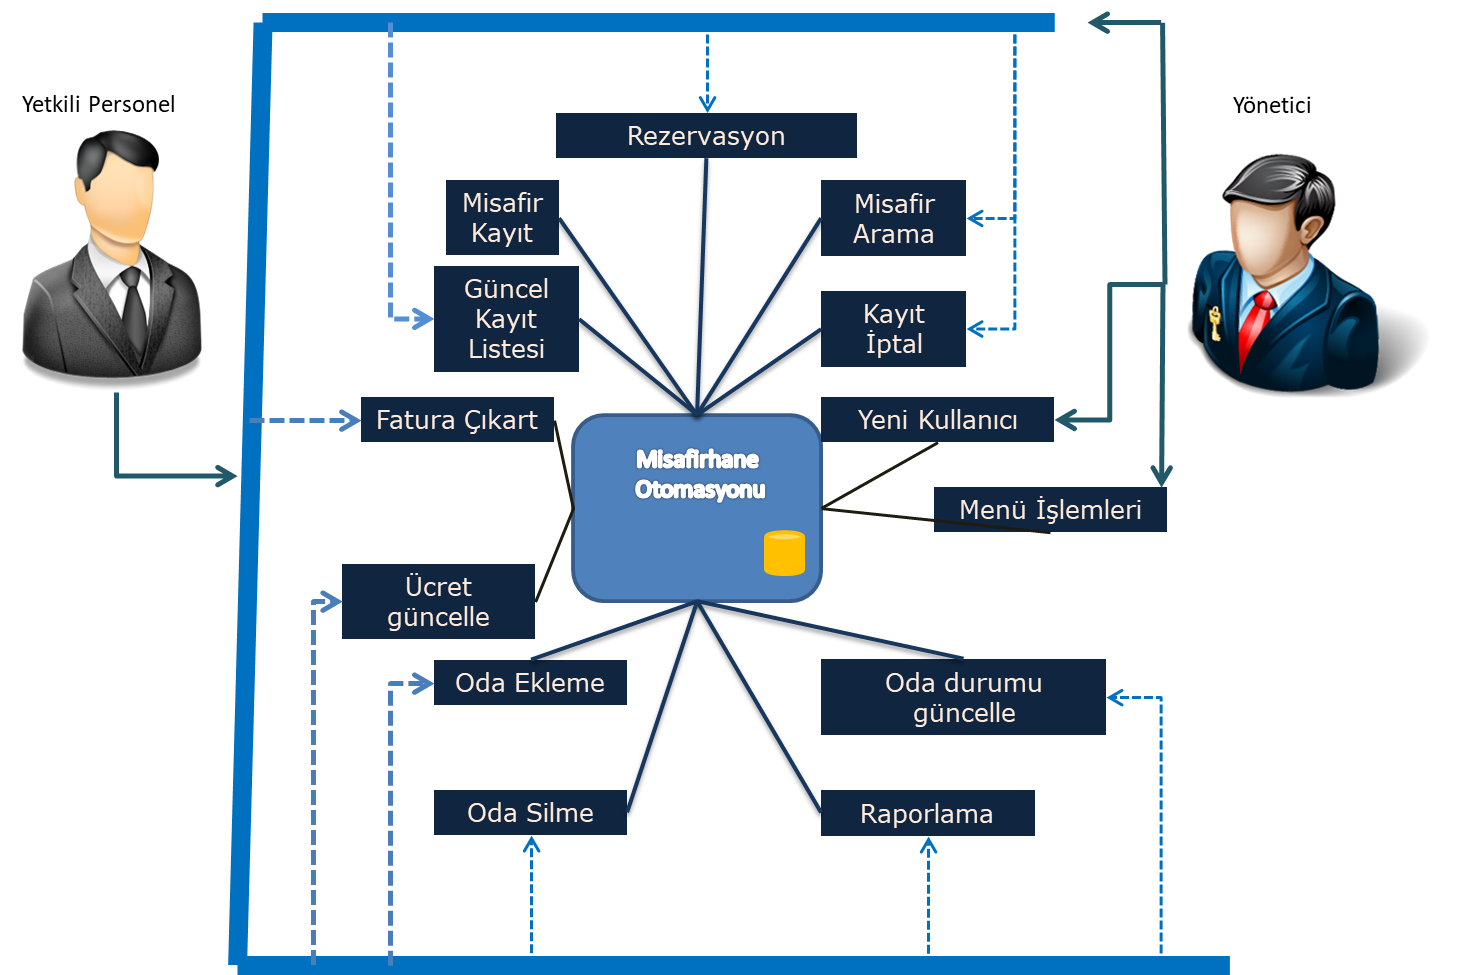 Yetkili Personel
Yönetici
Rezervasyon
Misafir
Kayıt
Misafir
Arama
Güncel
Kayıt
Listesi
Kayıt
İptal
Fatura Çıkart
Yeni Kullanıcı
Misafirhane
Otomasyonu
Menü İşlemleri
Ücret
güncelle
Oda Ekleme
Oda durumu
güncelle
Oda Silme
Raporlama